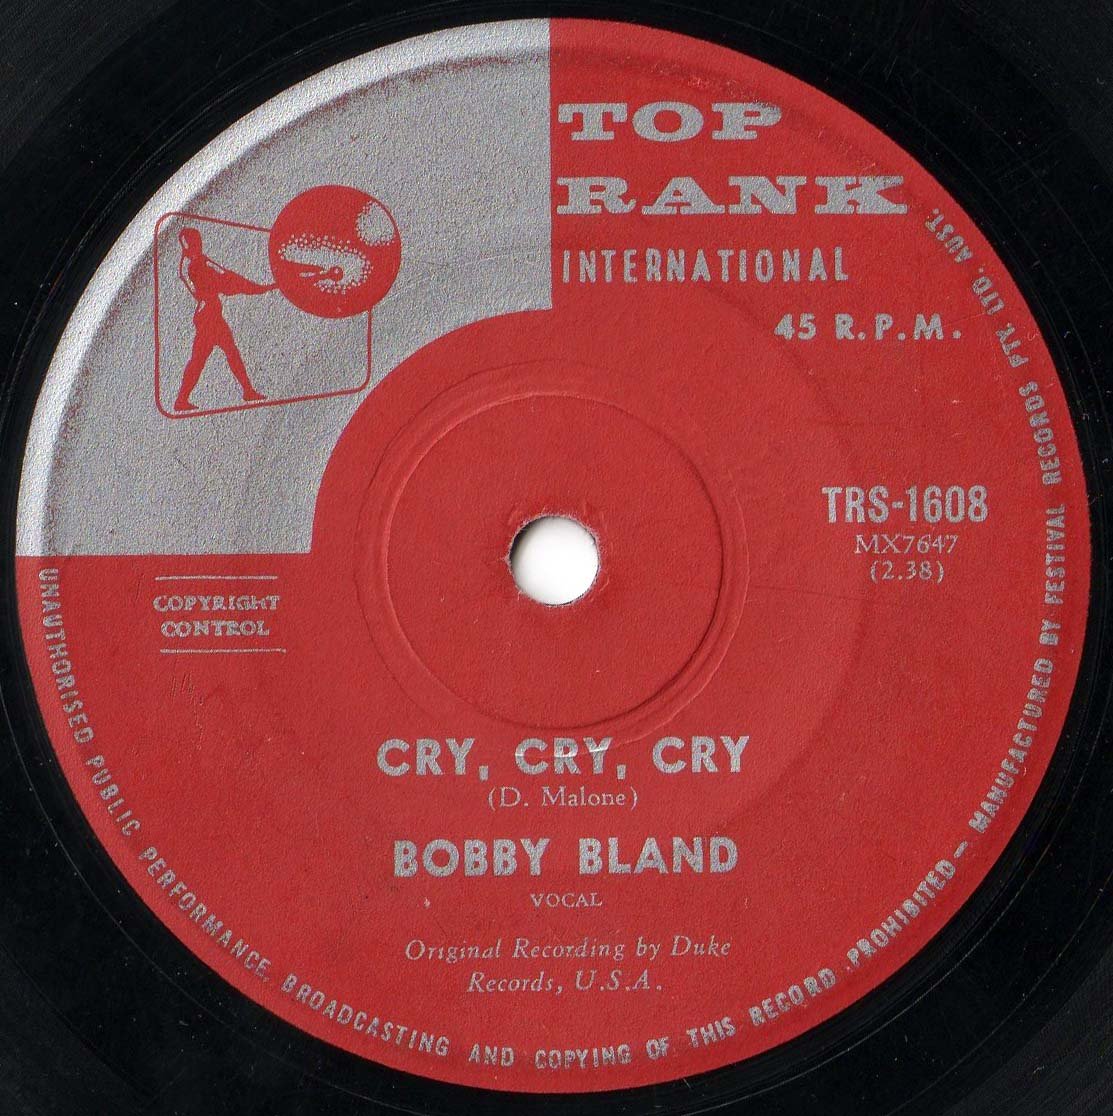 TOP
RANK
INTERNATIONAL
45 R.P.M.
TRS-1608
MX7647
(2.38)
COPYRIGHT
CONTROL
CRY, CRY, CRY
(D. Malone)
BOBBY BLAND
VOCAL
Original Recording by Duke
Records, U.S.A.
UNAUTHORISED PUBLIC PERFORMANCE, BROADCASTING AND COPYING OF THIS RECORD PROHIBITED — MANUFACTURED BY FESTIVAL RECORDS PTY. LTD. AUST.